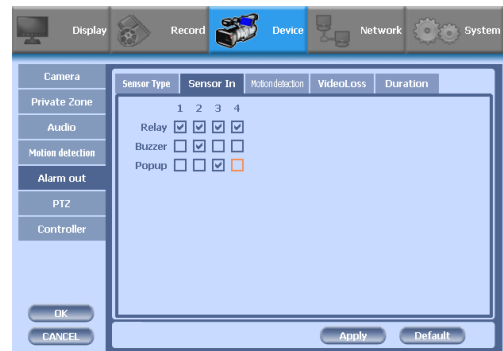 Display Record Device Network System
Camera
Private Zone
Audio
Motion detection
Alarm out
PTZ
Controller
OK
CANCEL
Sensor Type Sensor In Motion detection VideoLoss Duration
1 2 3 4
Relay
Buzzer
Popup
Apply Default